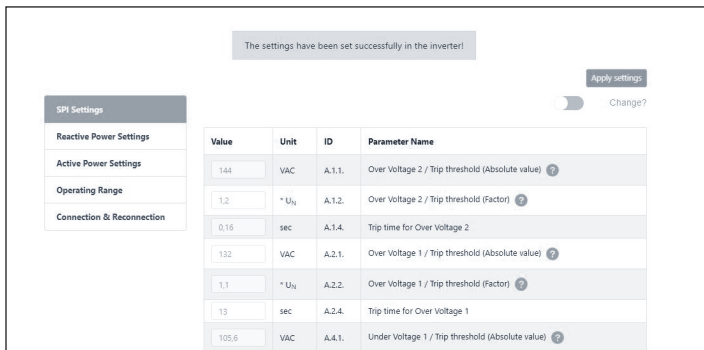 The settings have been set successfully in the inverter!
Apply settings
Change?
SPI Settings
Reactive Power Settings
Active Power Settings
Operating Range
Connection & Reconnection
Value Unit ID Parameter Name
144 VAC A.1.1. Over Voltage 2 / Trip threshold (Absolute value) ?
1,2 * UN A.1.2. Over Voltage 2 / Trip threshold (Factor) ?
0,16 sec A.1.4. Trip time for Over Voltage 2
132 VAC A.2.1. Over Voltage 1 / Trip threshold (Absolute value) ?
1,1 * UN A.2.2. Over Voltage 1 / Trip threshold (Factor) ?
13 sec A.2.4. Trip time for Over Voltage 1
105,6 VAC A.4.1. Under Voltage 1 / Trip threshold (Absolute value) ?